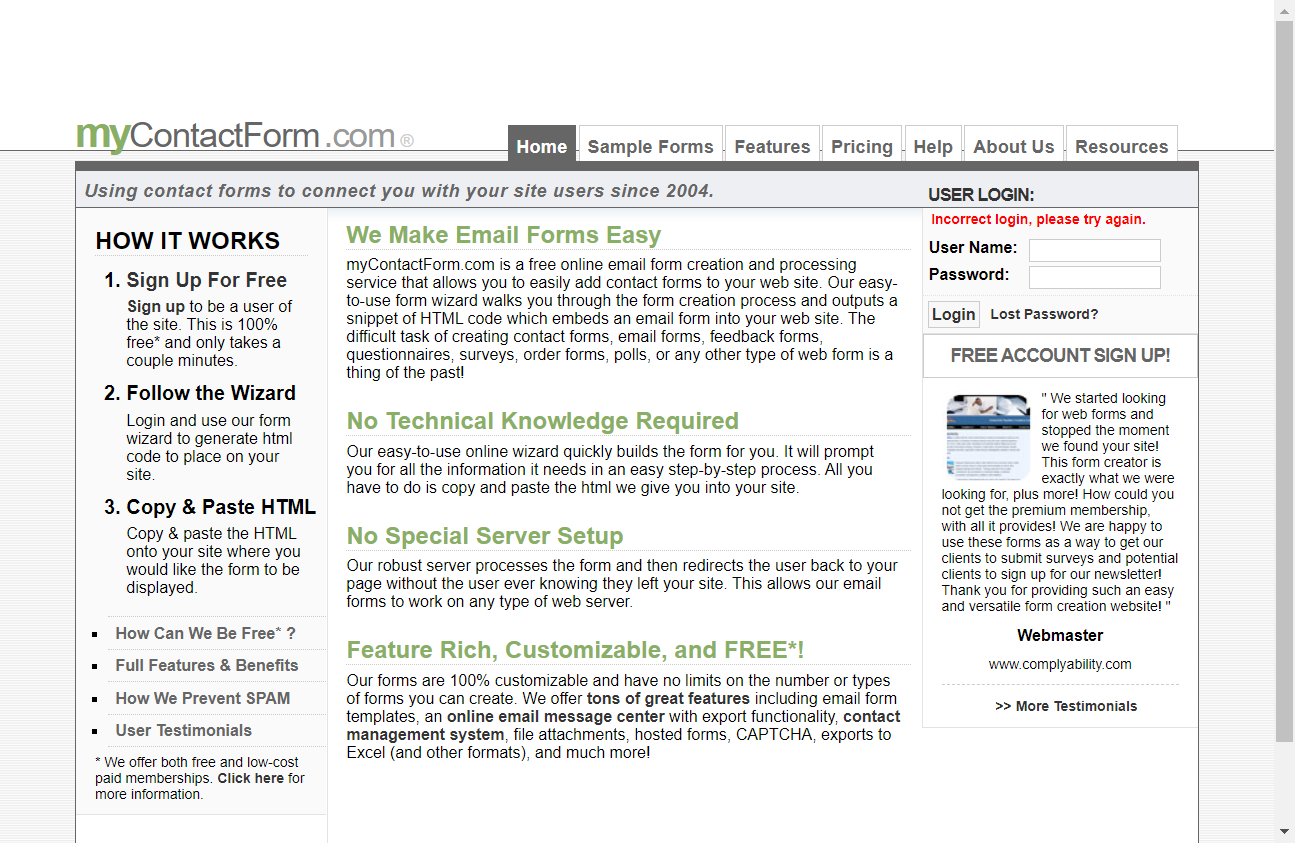 myContactForm.com ®
Home
Sample Forms
Features
Pricing
Help
About Us
Resources
Using contact forms to connect you with your site users since 2004.
HOW IT WORKS
1. Sign Up For Free
Sign up to be a user of
the site. This is 100%
free* and only takes a
couple minutes.
2. Follow the Wizard
Login and use our form
wizard to generate html
code to place on your
site.
3. Copy & Paste HTML
Copy & paste the HTML
onto your site where you
would like the form to be
displayed.
How Can We Be Free* ?
Full Features & Benefits
How We Prevent SPAM
User Testimonials
* We offer both free and low-cost
paid memberships. Click here for
more information.
We Make Email Forms Easy
myContactForm.com is a free online email form creation and processing
service that allows you to easily add contact forms to your web site. Our easy-
to-use form wizard walks you through the form creation process and outputs a
snippet of HTML code which embeds an email form into your web site. The
difficult task of creating contact forms, email forms, feedback forms,
questionnaires, surveys, order forms, polls, or any other type of web form is a
thing of the past!
No Technical Knowledge Required
Our easy-to-use online wizard quickly builds the form for you. It will prompt
you for all the information it needs in an easy step-by-step process. All you
have to do is copy and paste the html we give you into your site.
No Special Server Setup
Our robust server processes the form and then redirects the user back to your
page without the user ever knowing they left your site. This allows our email
forms to work on any type of web server.
Feature Rich, Customizable, and FREE*!
Our forms are 100% customizable and have no limits on the number or types
of forms you can create. We offer tons of great features including email form
templates, an online email message center with export functionality, contact
management system, file attachments, hosted forms, CAPTCHA, exports to
Excel (and other formats), and much more!
USER LOGIN:
Incorrect login, please try again.
User Name:
Password:
Login
Lost Password?
FREE ACCOUNT SIGN UP!
" We started looking
for web forms and
stopped the moment
we found your site!
This form creator is
exactly what we were
looking for, plus more! How could you
not get the premium membership,
with all it provides! We are happy to
use these forms as a way to get our
clients to submit surveys and potential
clients to sign up for our newsletter!
Thank you for providing such an easy
and versatile form creation website! "
Webmaster
www.complyability.com
>> More Testimonials